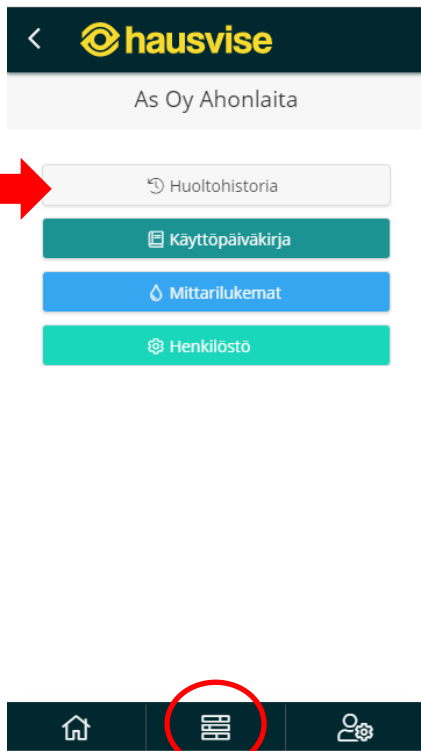 hausvise
As Oy Ahonlaita
Huoltohistoria
Käyttöpäiväkirja
Mittarilukemat
Henkilöstö